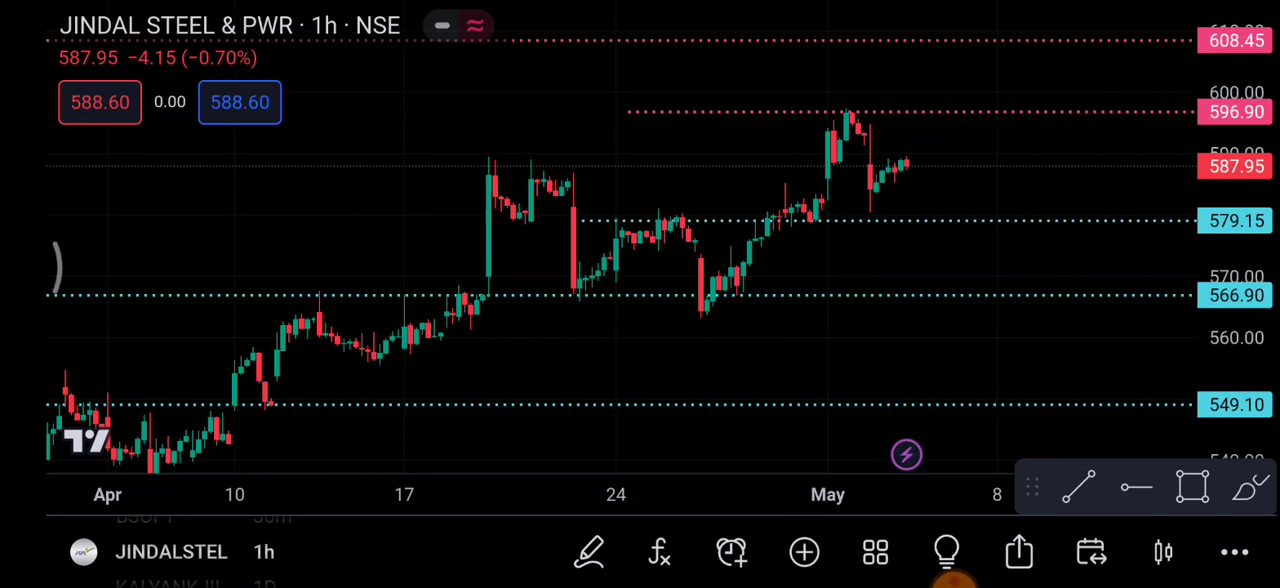 JINDAL STEEL & PWR · 1h · NSE
587.95 −4.15 (−0.70%)
588.60 0.00 588.60
608.45
600.00
596.90
587.95
579.15
570.00
566.90
560.00
549.10
Apr 10 17 24 May 8
JINDALSTEL 1h